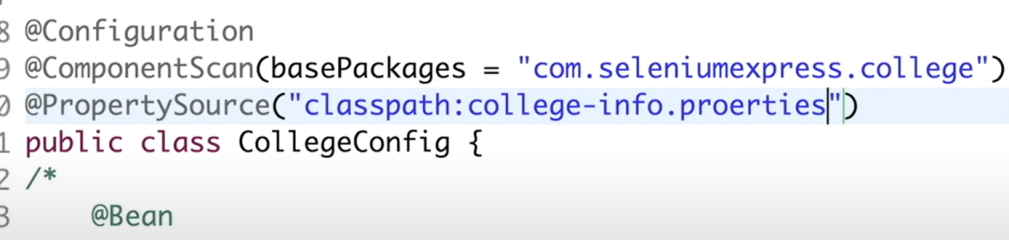 8 @Configuration
9 @ComponentScan(basePackages = "com.seleniumexpress.college")
0 @PropertySource("classpath:college-info.proerties")
1 public class CollegeConfig {
2 /*
3 @Bean